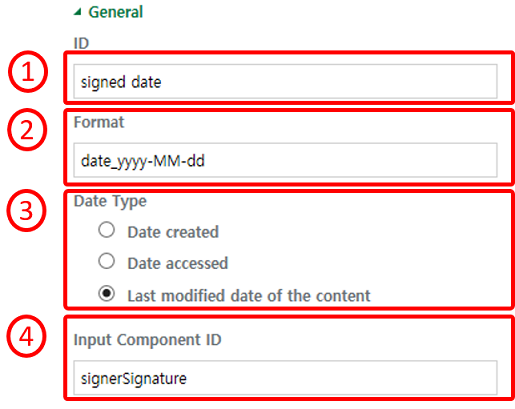 General
ID
1
signed date
2
Format
date_yyyy-MM-dd
3
Date Type
Date created
Date accessed
Last modified date of the content
4
Input Component ID
signerSignature